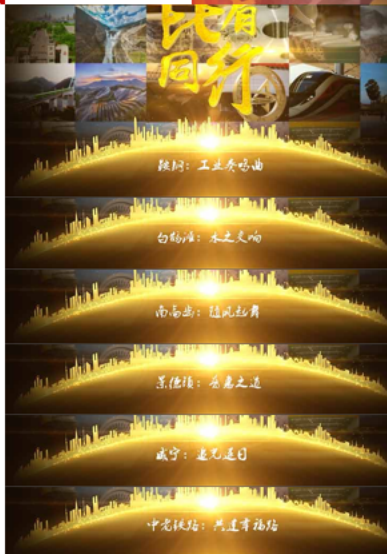 比肩
同行
鞍钢：工业奏鸣曲
白鹤滩：水之交响
南高齿：随风起舞
景德镇：瓷意之道
咸宁：追光逐日
中老铁路：共建幸福路